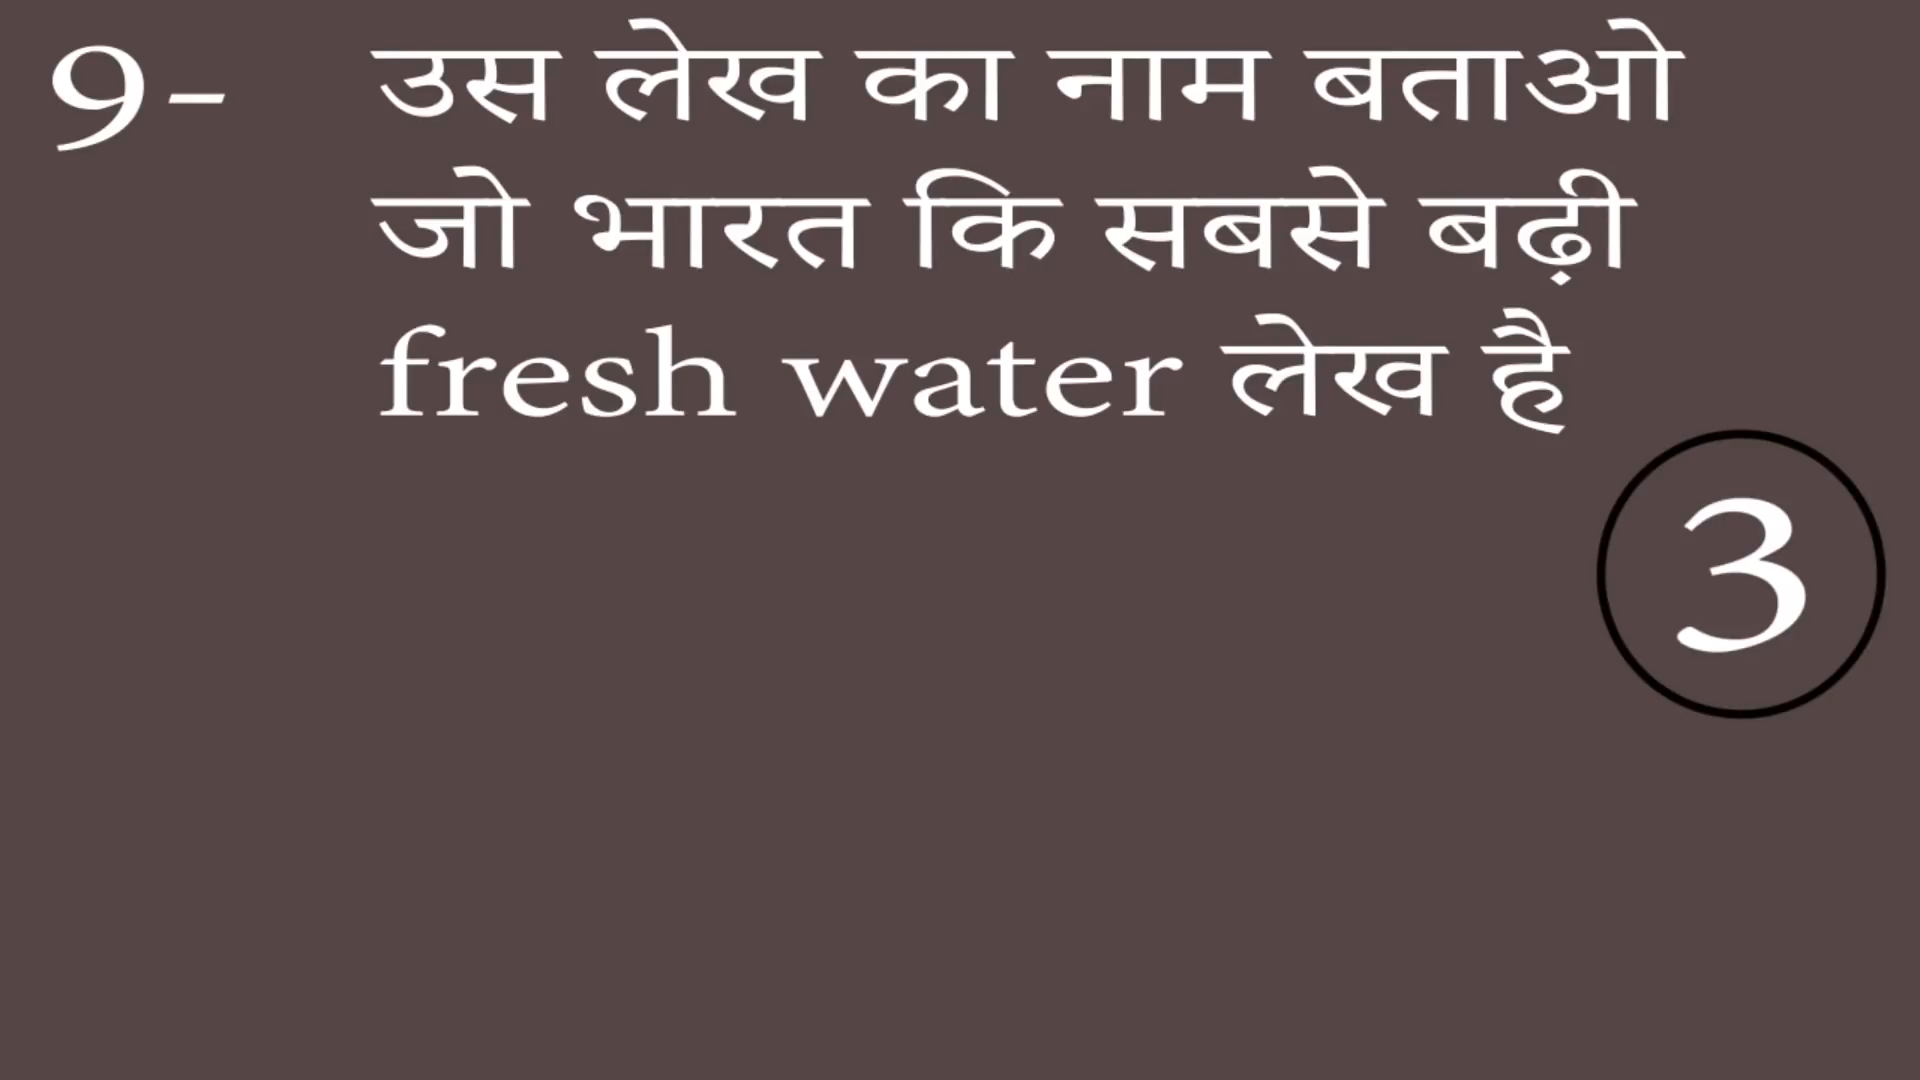 9- उस लेख का नाम बताओ
जो भारत कि सबसे बढ़ी
fresh water लेख है
3